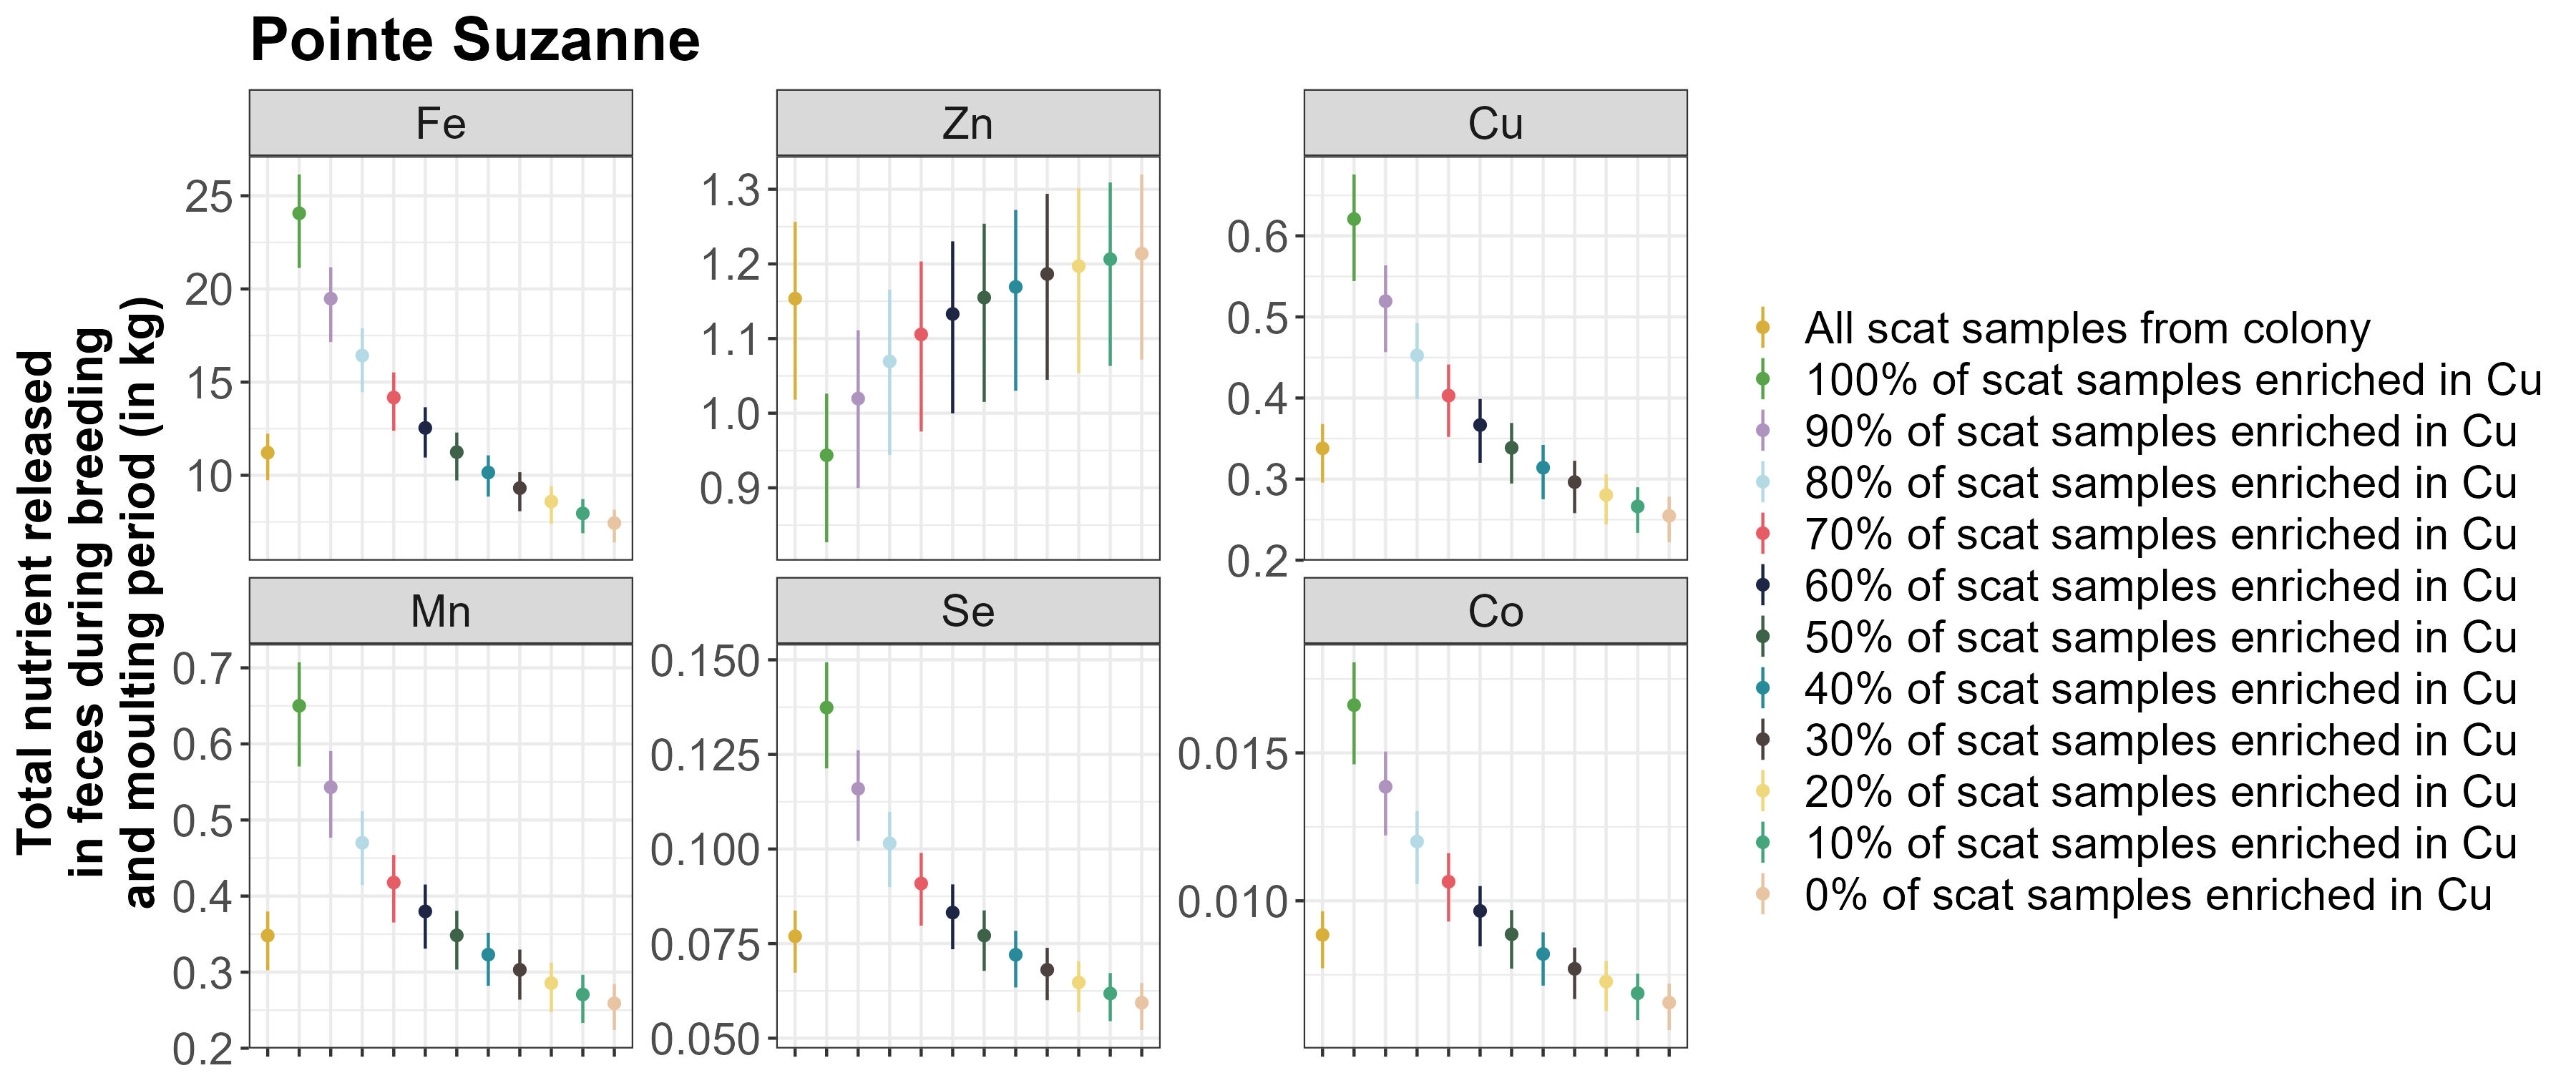 Pointe Suzanne
Total nutrient released
in feces during breeding
and moulting period (in kg)
Fe
25
20
15
10
Zn
1.3
1.2
1.1
1.0
0.9
Cu
0.6
0.5
0.4
0.3
0.2
Mn
0.7
0.6
0.5
0.4
0.3
0.2
Se
0.150
0.125
0.100
0.075
0.050
Co
0.015
0.010
All scat samples from colony
100% of scat samples enriched in Cu
90% of scat samples enriched in Cu
80% of scat samples enriched in Cu
70% of scat samples enriched in Cu
60% of scat samples enriched in Cu
50% of scat samples enriched in Cu
40% of scat samples enriched in Cu
30% of scat samples enriched in Cu
20% of scat samples enriched in Cu
10% of scat samples enriched in Cu
0% of scat samples enriched in Cu